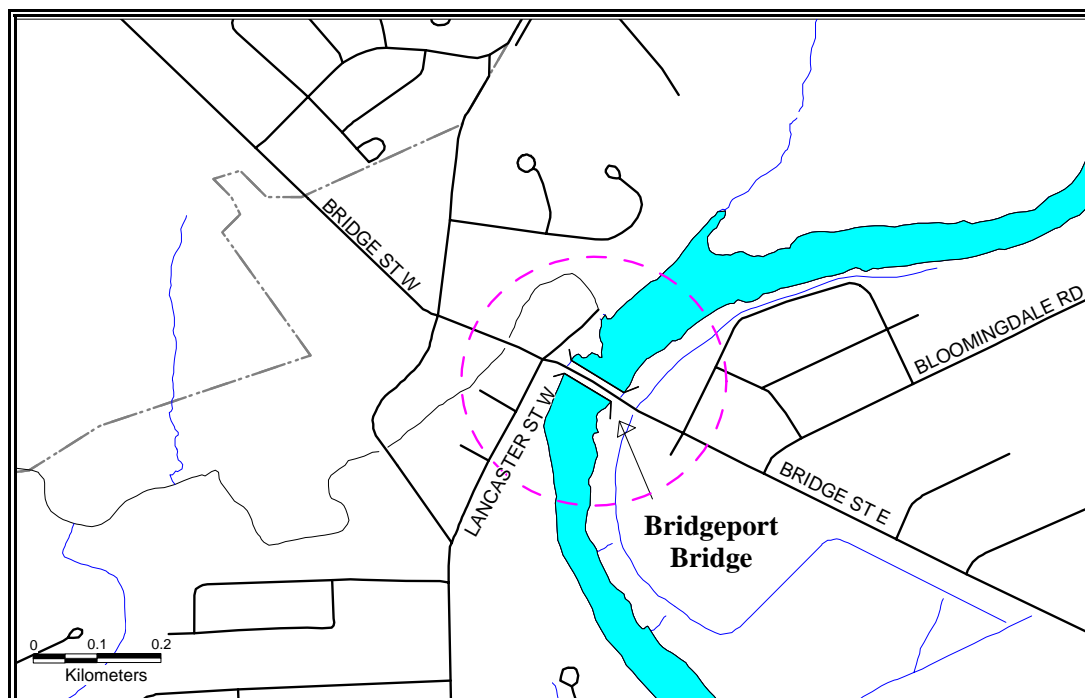 BRIDGE ST W
BLOOMINGDALE RD
LANCASTER ST W
BRIDGE ST E
Bridgeport
Bridge
0 0.1 0.2
Kilometers